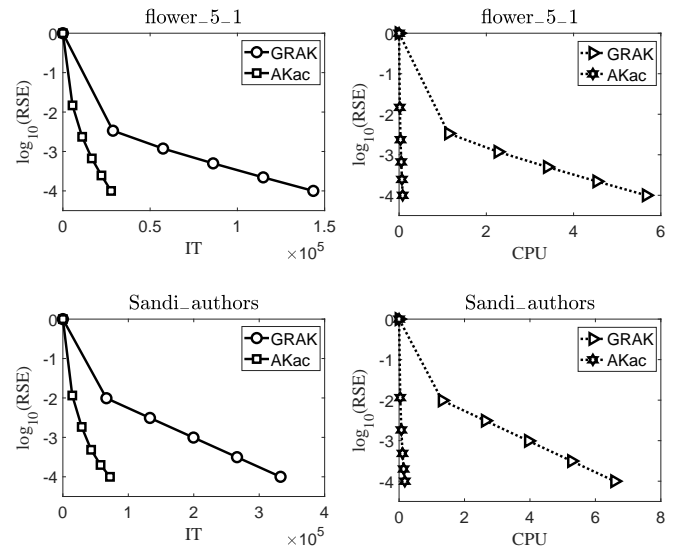 flower_5_1
log10(RSE)
0
-1
-2
-3
-4
GRAK
AKac
0 0.5 1 1.5
IT
×10^5
flower_5_1
log10(RSE)
0
-1
-2
-3
-4
GRAK
AKac
0 2 4 6
CPU
Sandi_authors
log10(RSE)
0
-1
-2
-3
-4
GRAK
AKac
0 1 2 3 4
IT
×10^5
Sandi_authors
log10(RSE)
0
-1
-2
-3
-4
GRAK
AKac
0 2 4 6 8
CPU